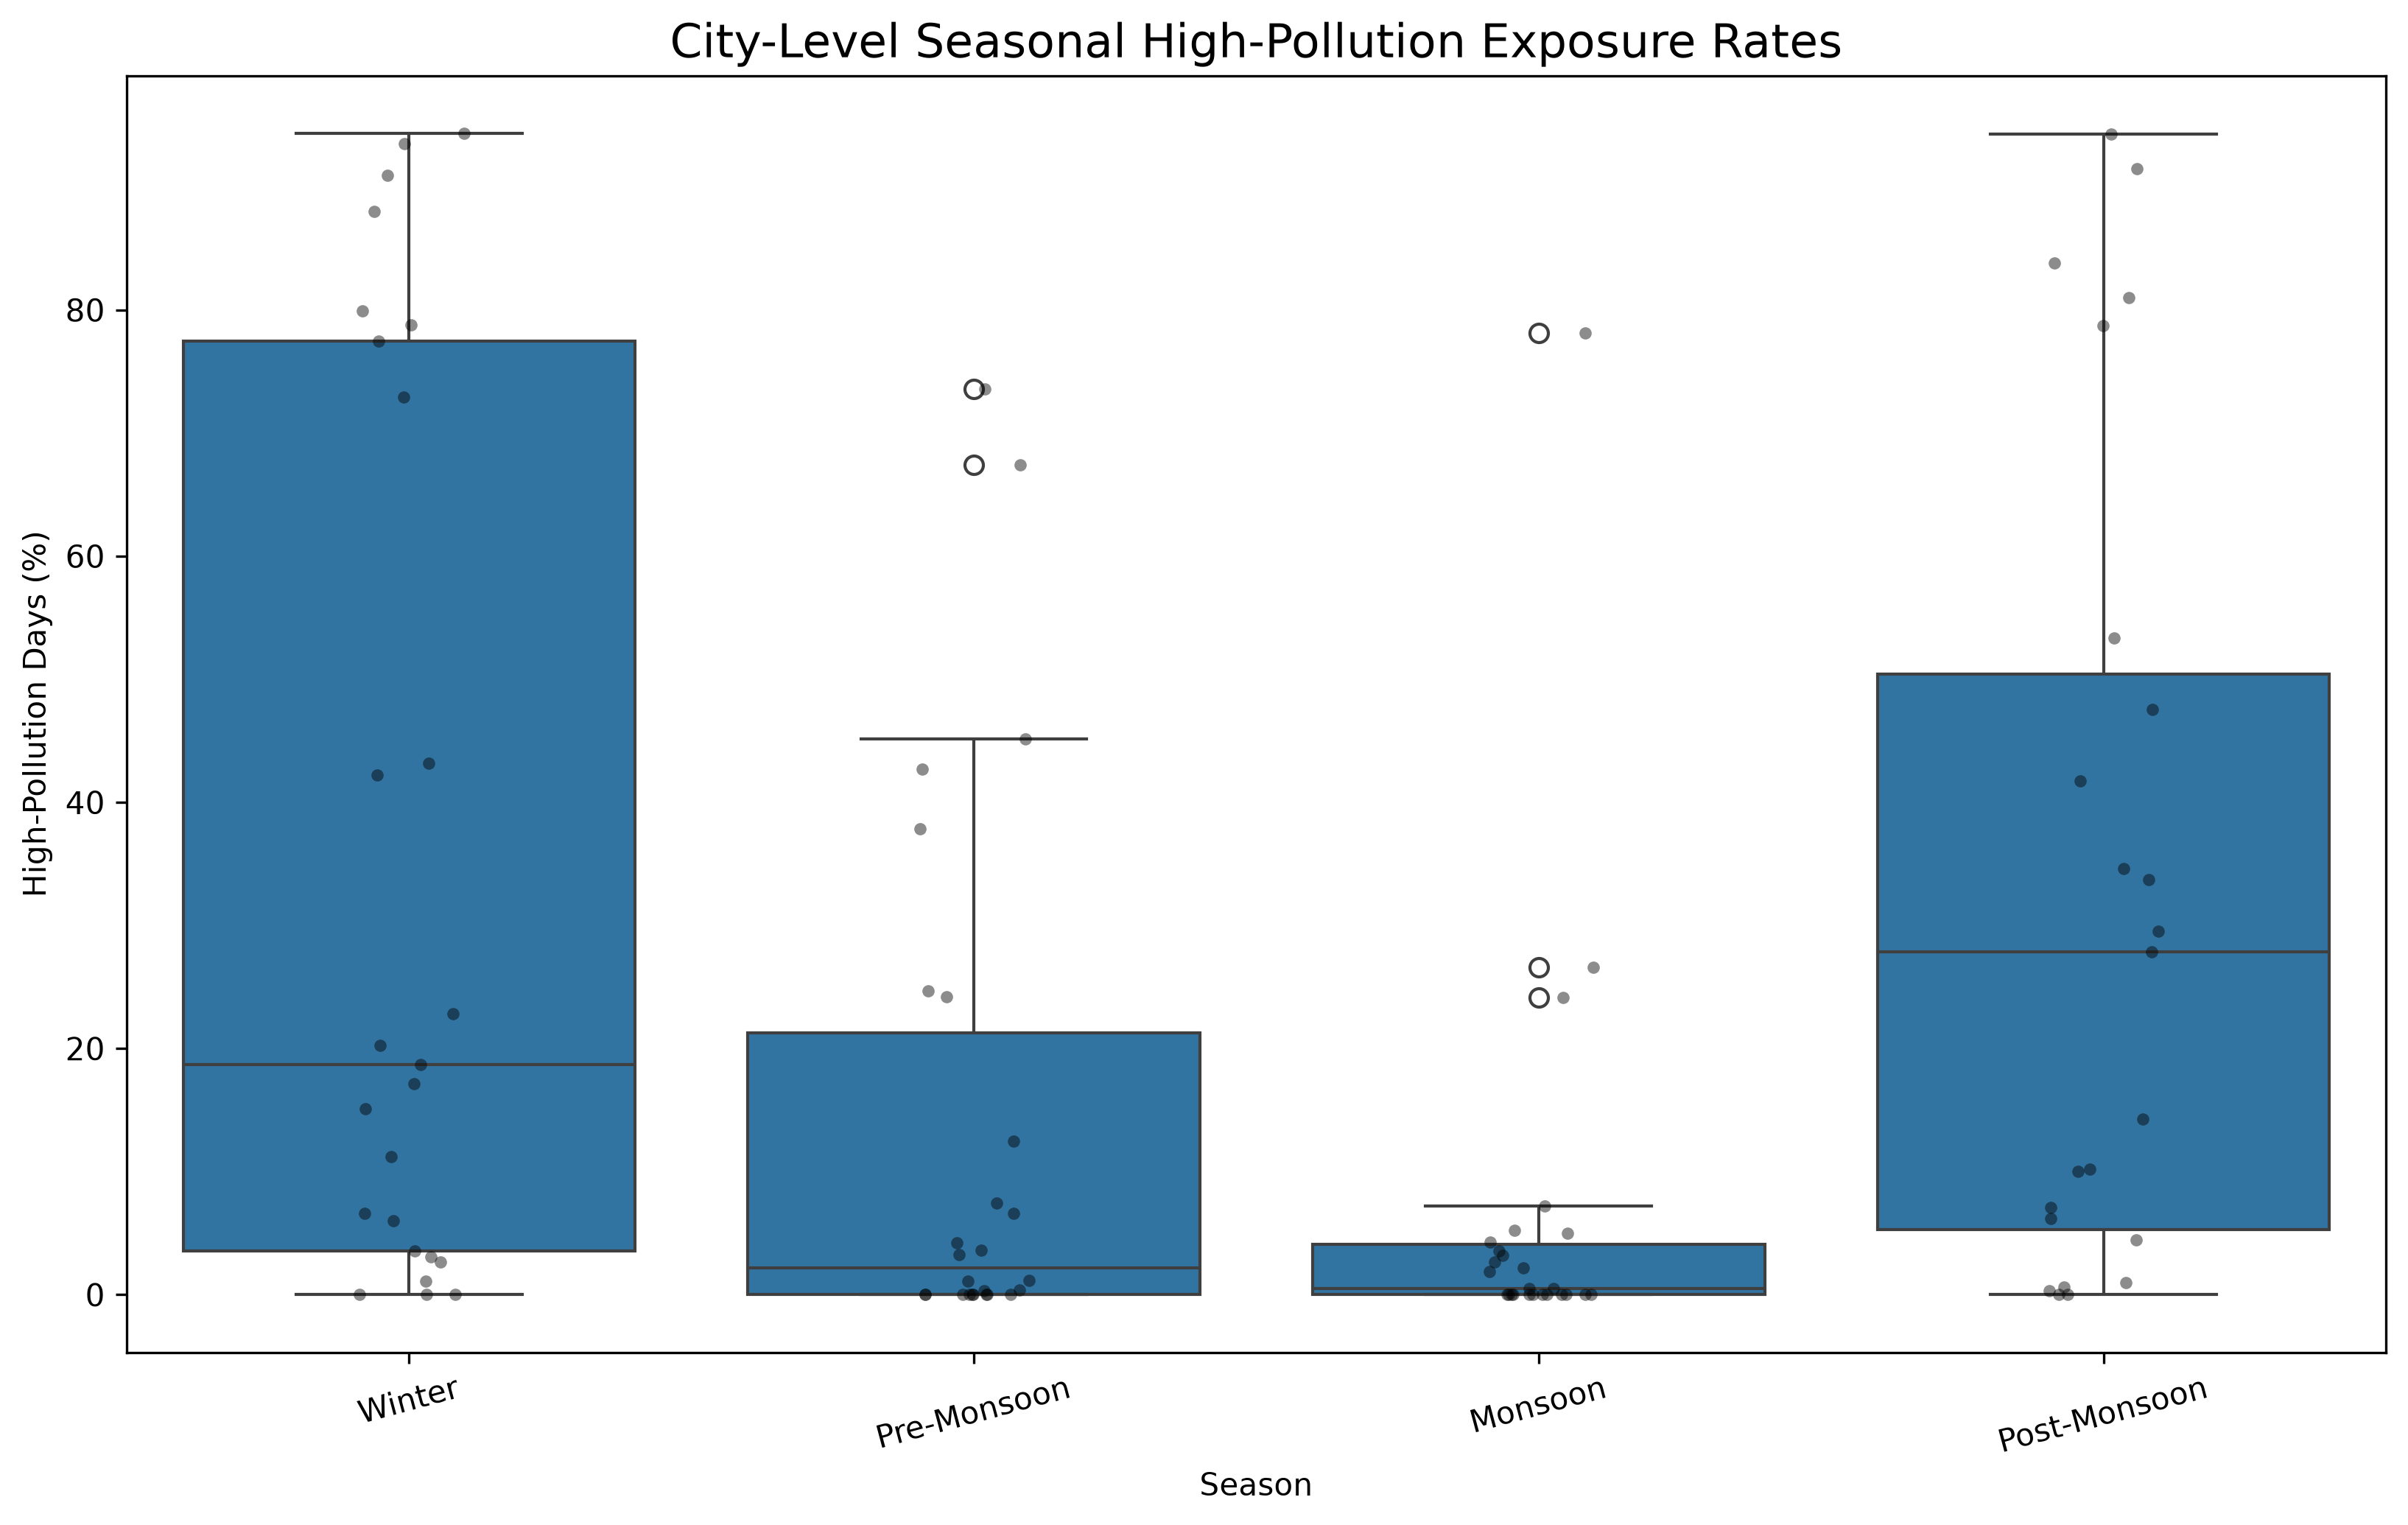 City-Level Seasonal High-Pollution Exposure Rates
High-Pollution Days (%)
80
60
40
20
0
Winter
Pre-Monsoon
Monsoon
Post-Monsoon
Season